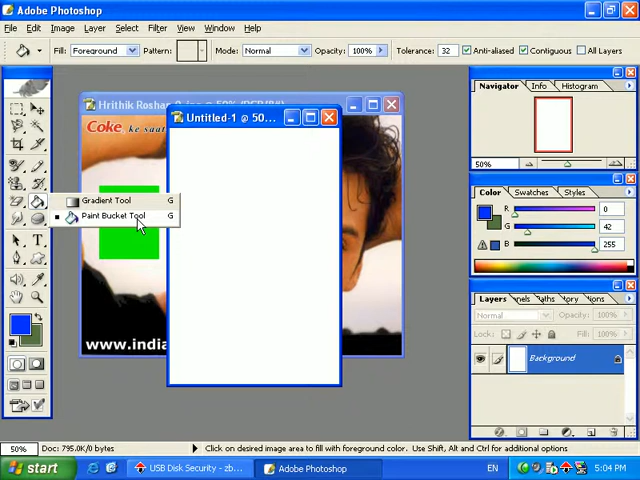 Adobe Photoshop
File Edit Image Layer Select Filter View Window Help
Fill: Foreground Pattern: Mode: Normal Opacity: 100% Tolerance: 32 Anti-aliased Contiguous All Layers
Untitled-1 @ 50...
Coke ke saat
Gradient Tool G
Paint Bucket Tool G
www.india
Navigator Info Histogram
50%
Color Swatches Styles
R 0
G 42
B 255
Layers
Normal Opacity: 100%
Lock: Fill: 100%
Background
50% Doc: 795.0K/0 bytes Click on desired image area to fill with foreground color. Use Shift, Alt and Ctrl for additional options
start USB Disk Security - zb... Adobe Photoshop EN 5:04 PM